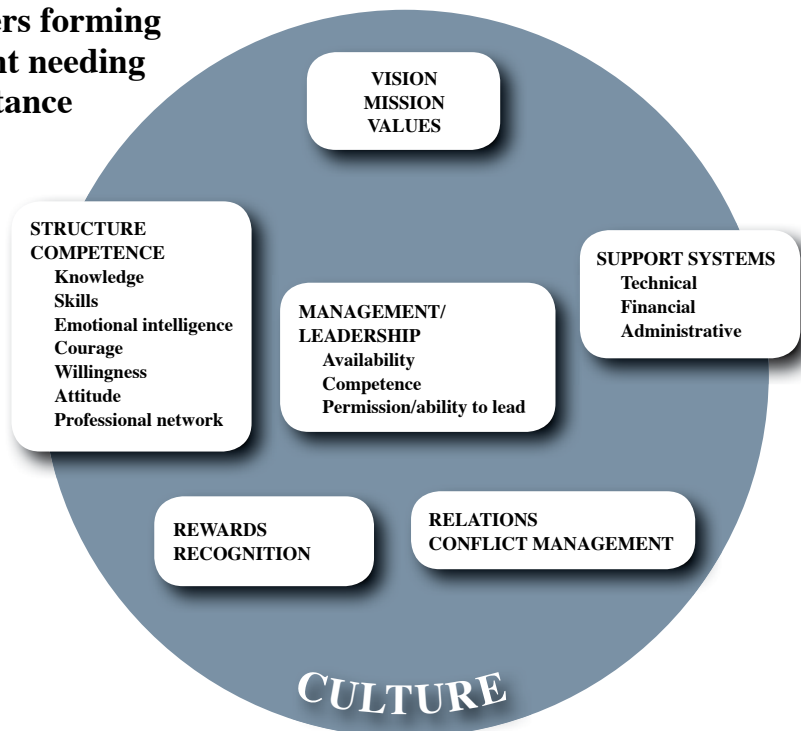 ers forming
nt needing
tance
VISION
MISSION
VALUES
STRUCTURE
COMPETENCE
Knowledge
Skills
Emotional intelligence
Courage
Willingness
Attitude
Professional network
MANAGEMENT/
LEADERSHIP
Availability
Competence
Permission/ability to lead
SUPPORT SYSTEMS
Technical
Financial
Administrative
REWARDS
RECOGNITION
RELATIONS
CONFLICT MANAGEMENT
CULTURE